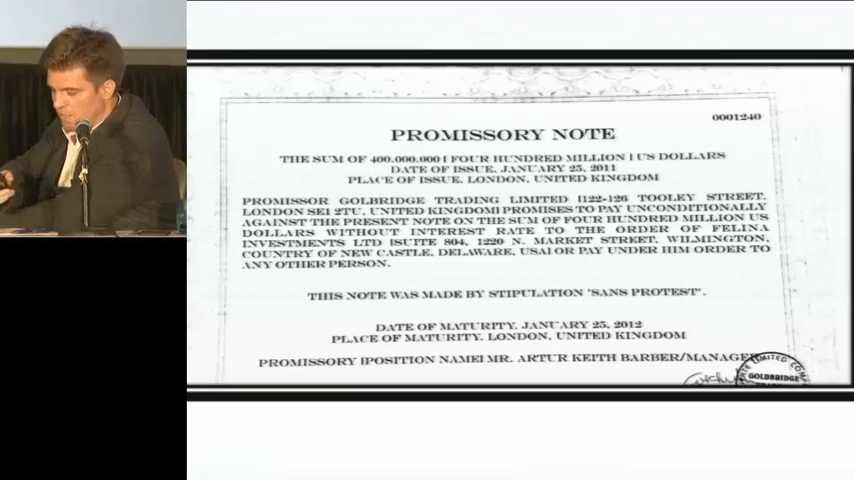 0001240
PROMISSORY NOTE
THE SUM OF 400.000.000 [ FOUR HUNDRED MILLION ] US DOLLARS
DATE OF ISSUE. JANUARY 25, 2011
PLACE OF ISSUE. LONDON, UNITED KINGDOM
PROMISSOR GOLBRIDGE TRADING LIMITED [122-126 TOOLEY STREET,
LONDON SE1 2TU, UNITED KINGDOM] PROMISES TO PAY UNCONDITIONALLY
AGAINST THE PRESENT NOTE ON THE SUM OF FOUR HUNDRED MILLION US
DOLLARS WITHOUT INTEREST RATE TO THE ORDER OF FELINA
INVESTMENTS LTD [SUITE 804, 1220 N. MARKET STREET, WILMINGTON,
COUNTRY OF NEW CASTLE, DELAWARE, USA] OR PAY UNDER HIM ORDER TO
ANY OTHER PERSON.
THIS NOTE WAS MADE BY STIPULATION 'SANS PROTEST'.
DATE OF MATURITY. JANUARY 25, 2012
PLACE OF MATURITY. LONDON, UNITED KINGDOM
PROMISSORY [POSITION NAME] MR. ARTUR KEITH BARBER/MANAGER
LIMITED
GOLDBRIDGE